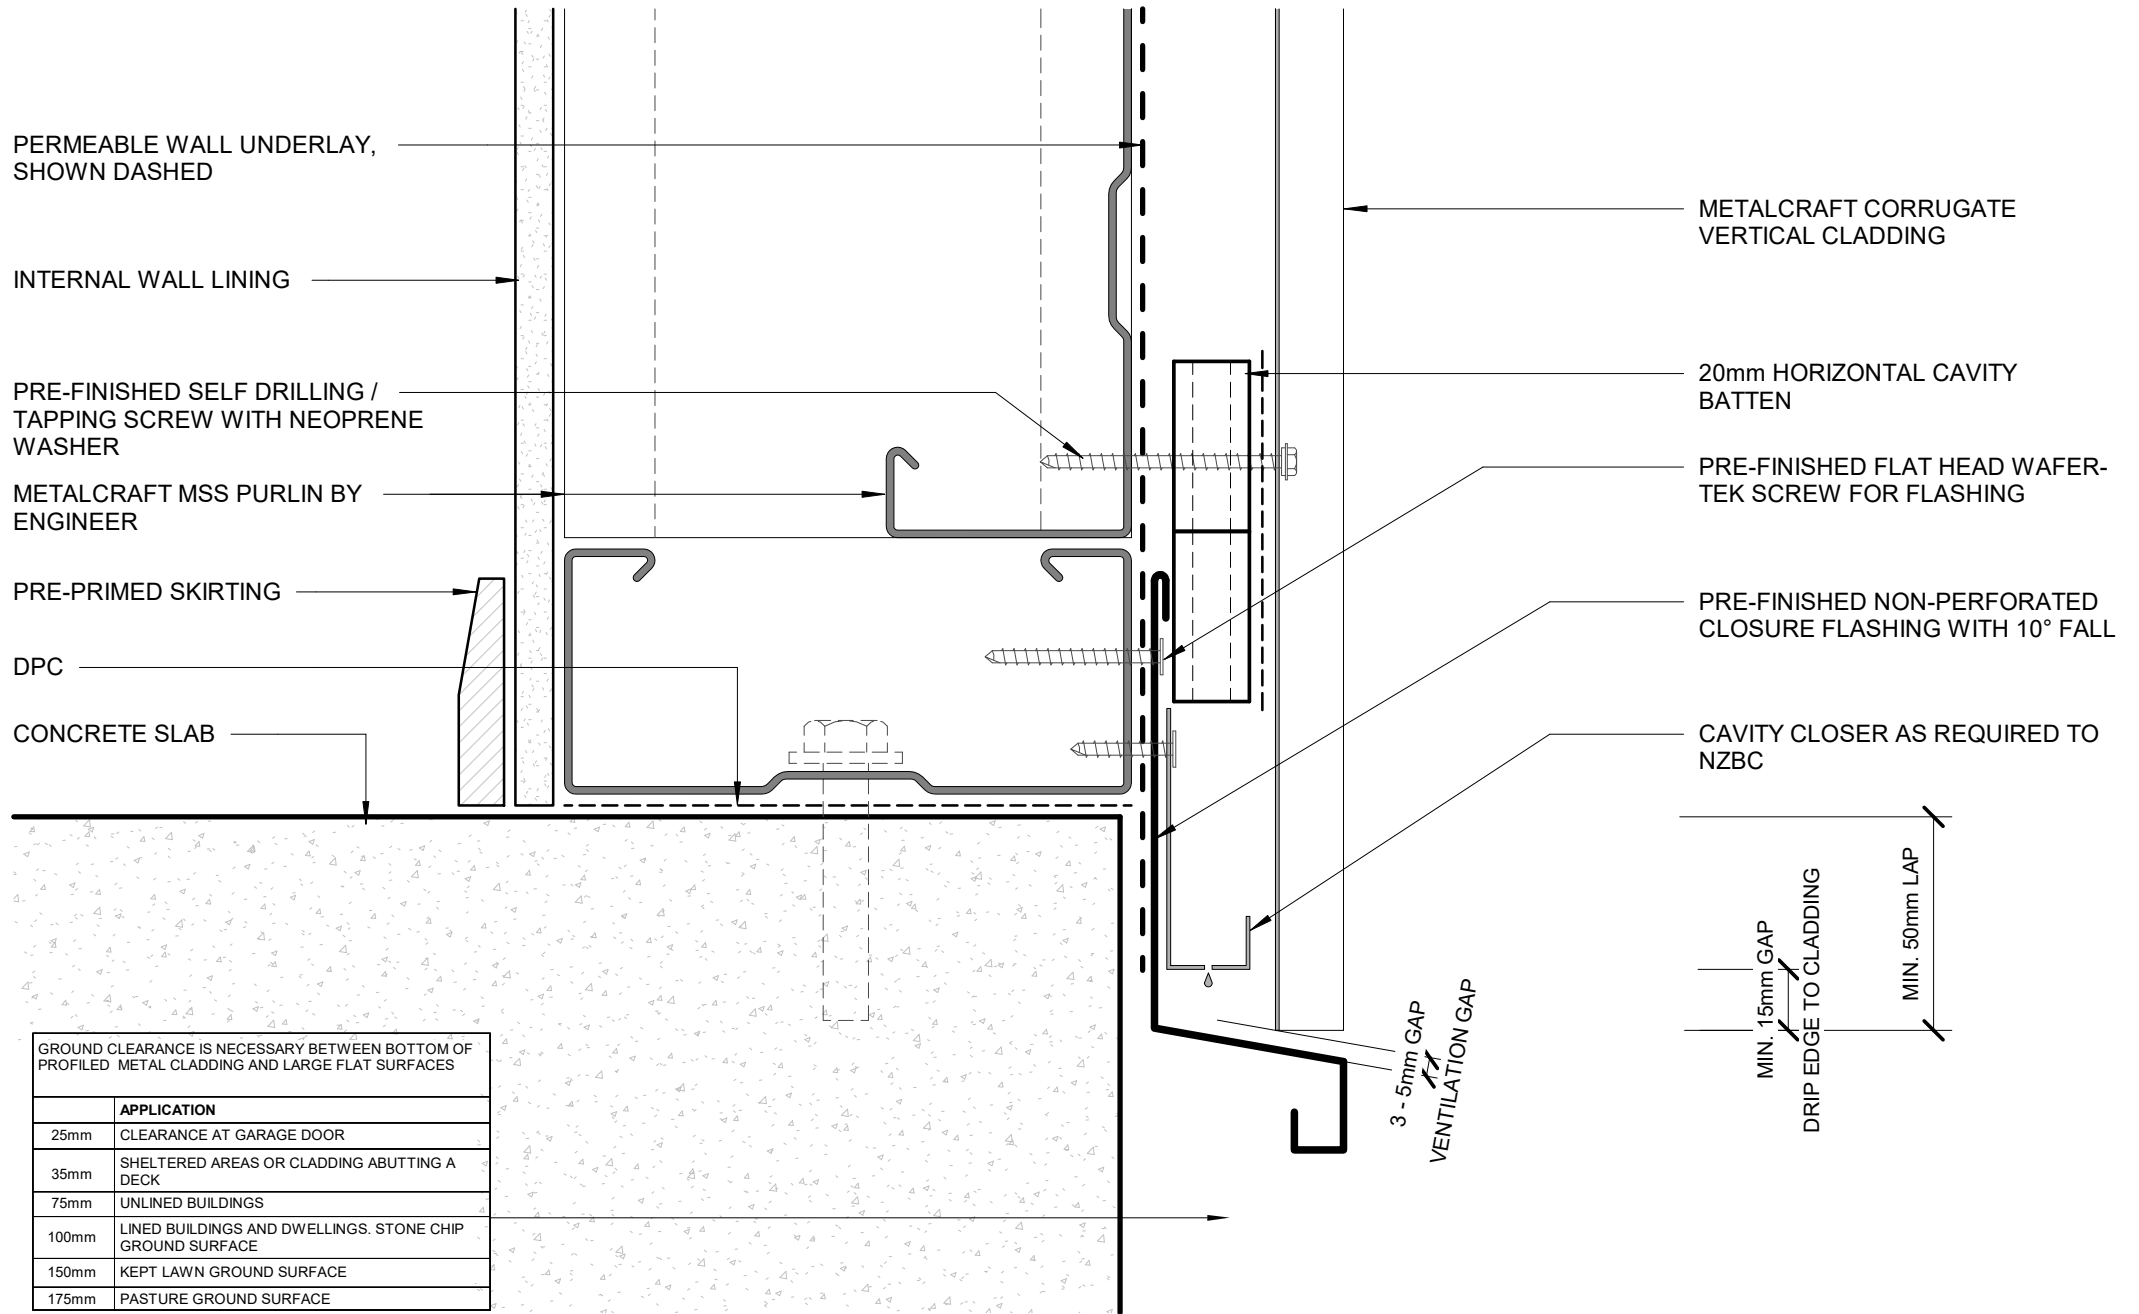 PERMEABLE WALL UNDERLAY,
SHOWN DASHED
INTERNAL WALL LINING
PRE-FINISHED SELF DRILLING /
TAPPING SCREW WITH NEOPRENE
WASHER
METALCRAFT MSS PURLIN BY
ENGINEER
PRE-PRIMED SKIRTING
DPC
CONCRETE SLAB
METALCRAFT CORRUGATE
VERTICAL CLADDING
20mm HORIZONTAL CAVITY
BATTEN
PRE-FINISHED FLAT HEAD WAFER-
TEK SCREW FOR FLASHING
PRE-FINISHED NON-PERFORATED
CLOSURE FLASHING WITH 10° FALL
CAVITY CLOSER AS REQUIRED TO
NZBC
3 - 5mm GAP
VENTILATION GAP
MIN. 15mm GAP
DRIP EDGE TO CLADDING
MIN. 50mm LAP
GROUND CLEARANCE IS NECESSARY BETWEEN BOTTOM OF
PROFILED METAL CLADDING AND LARGE FLAT SURFACES
APPLICATION
25mm CLEARANCE AT GARAGE DOOR
35mm SHELTERED AREAS OR CLADDING ABUTTING A
DECK
75mm UNLINED BUILDINGS
100mm LINED BUILDINGS AND DWELLINGS. STONE CHIP
GROUND SURFACE
150mm KEPT LAWN GROUND SURFACE
175mm PASTURE GROUND SURFACE